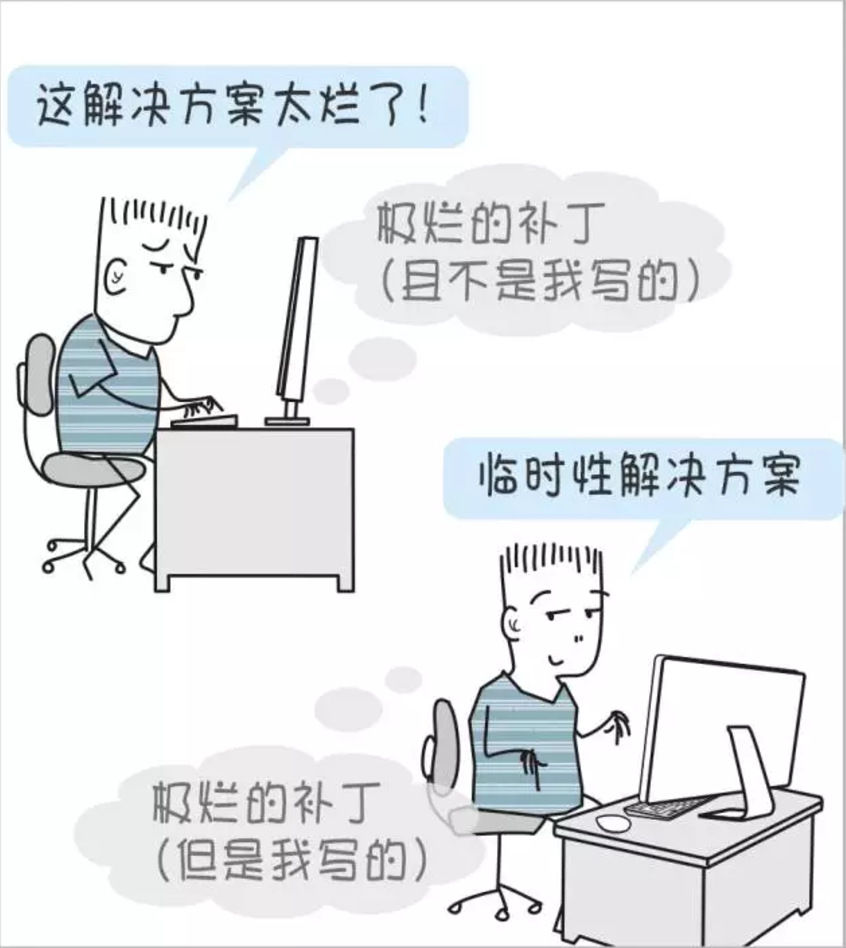 这解决方案太烂了!
极烂的补丁
(且不是我写的)
临时性解决方案
极烂的补丁
(但是我写的)